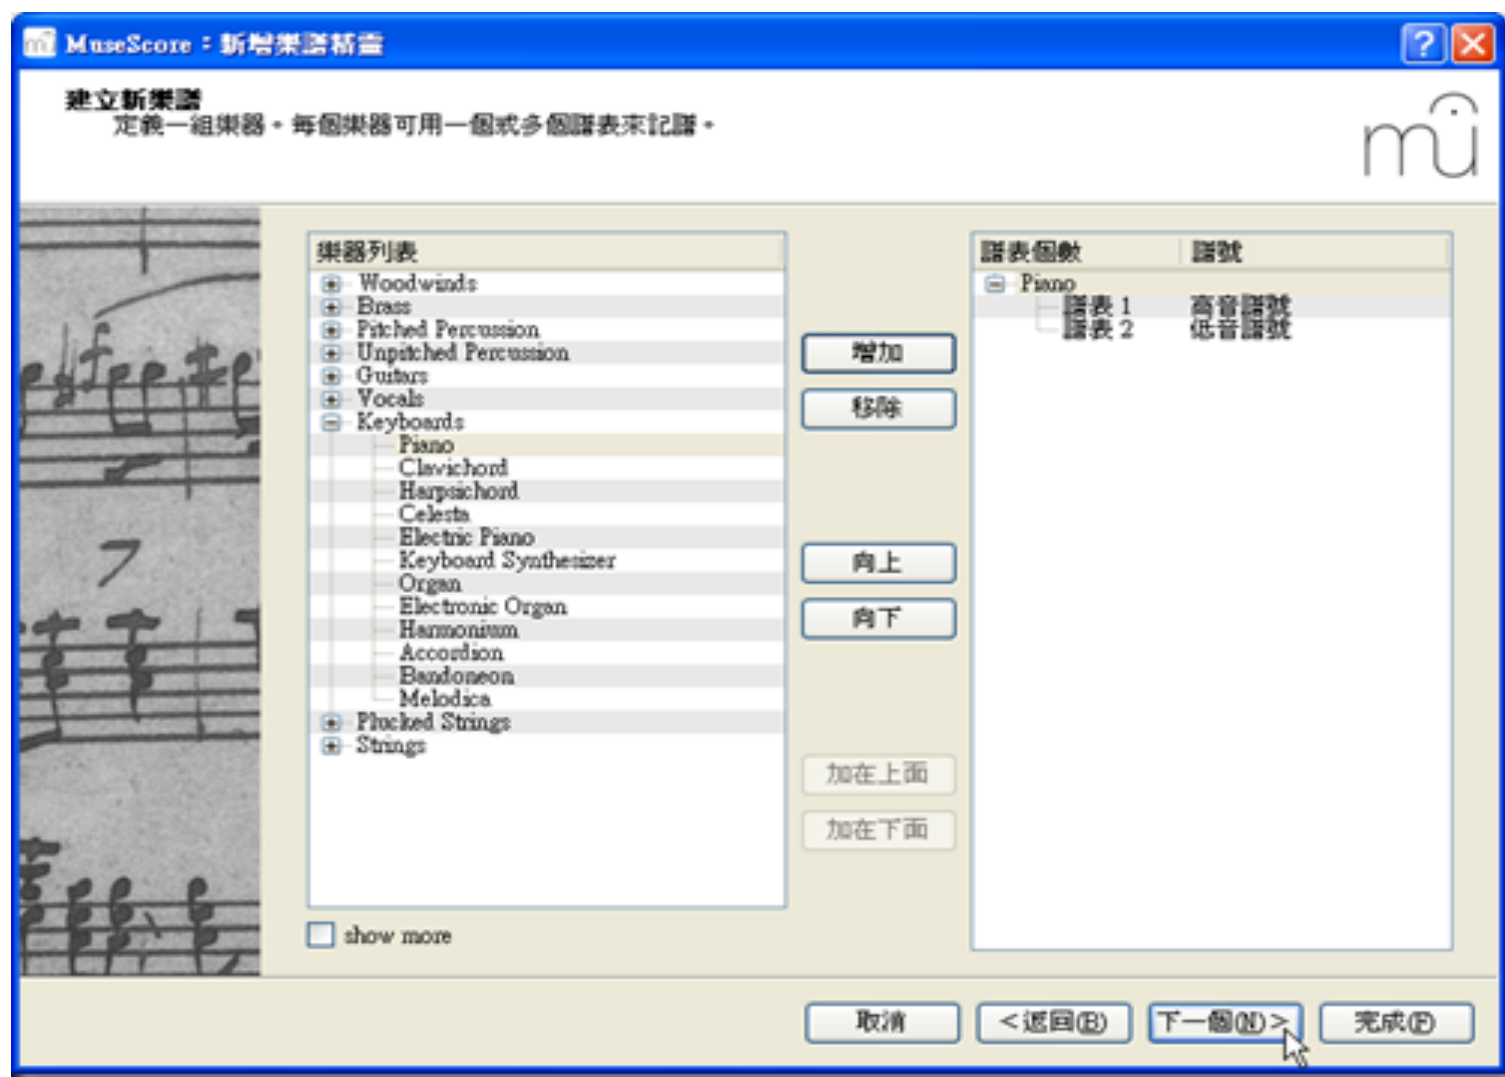 MuseScore：新增樂譜精靈
建立新樂譜
定義一組樂器。每個樂器可用一個或多個譜表來記譜。
mu
樂器列表
Woodwinds
Brass
Pitched Percussion
Unpitched Percussion
Guitars
Vocals
Keyboards
Piano
Clavichord
Harpsichord
Celesta
Electric Piano
Keyboard Synthesizer
Organ
Electronic Organ
Harmonium
Accordion
Bandoneon
Melodica
Plucked Strings
Strings
show more
增加
移除
向上
向下
加在上面
加在下面
譜表個數 譜號
Piano
譜表 1 高音譜號
譜表 2 低音譜號
取消 <返回(B) 下一個(N)> 完成(F)